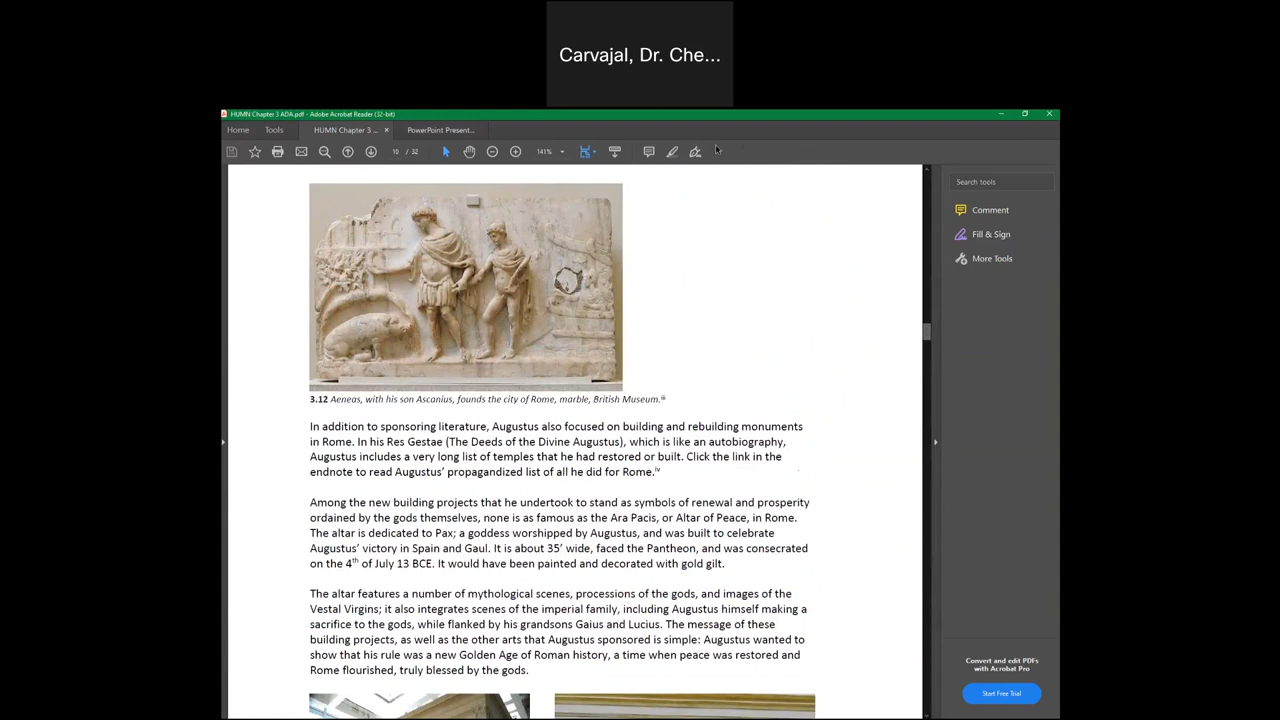 Carvajal, Dr. Che...
HUMN Chapter 3 ADA.pdf - Adobe Acrobat Reader (32-bit)
Home Tools HUMN Chapter 3 ... × PowerPoint Present...
10 / 32 141%
Search tools
Comment
Fill & Sign
More Tools
3.12 Aeneas, with his son Ascanius, founds the city of Rome, marble, British Museum.iii
In addition to sponsoring literature, Augustus also focused on building and rebuilding monuments
in Rome. In his Res Gestae (The Deeds of the Divine Augustus), which is like an autobiography,
Augustus includes a very long list of temples that he had restored or built. Click the link in the
endnote to read Augustus’ propagandized list of all he did for Rome.iv
Among the new building projects that he undertook to stand as symbols of renewal and prosperity
ordained by the gods themselves, none is as famous as the Ara Pacis, or Altar of Peace, in Rome.
The altar is dedicated to Pax; a goddess worshipped by Augustus, and was built to celebrate
Augustus’ victory in Spain and Gaul. It is about 35’ wide, faced the Pantheon, and was consecrated
on the 4th of July 13 BCE. It would have been painted and decorated with gold gilt.
The altar features a number of mythological scenes, processions of the gods, and images of the
Vestal Virgins; it also integrates scenes of the imperial family, including Augustus himself making a
sacrifice to the gods, while flanked by his grandsons Gaius and Lucius. The message of these
building projects, as well as the other arts that Augustus sponsored is simple: Augustus wanted to
show that his rule was a new Golden Age of Roman history, a time when peace was restored and
Rome flourished, truly blessed by the gods.
Convert and edit PDFs
with Acrobat Pro
Start Free Trial